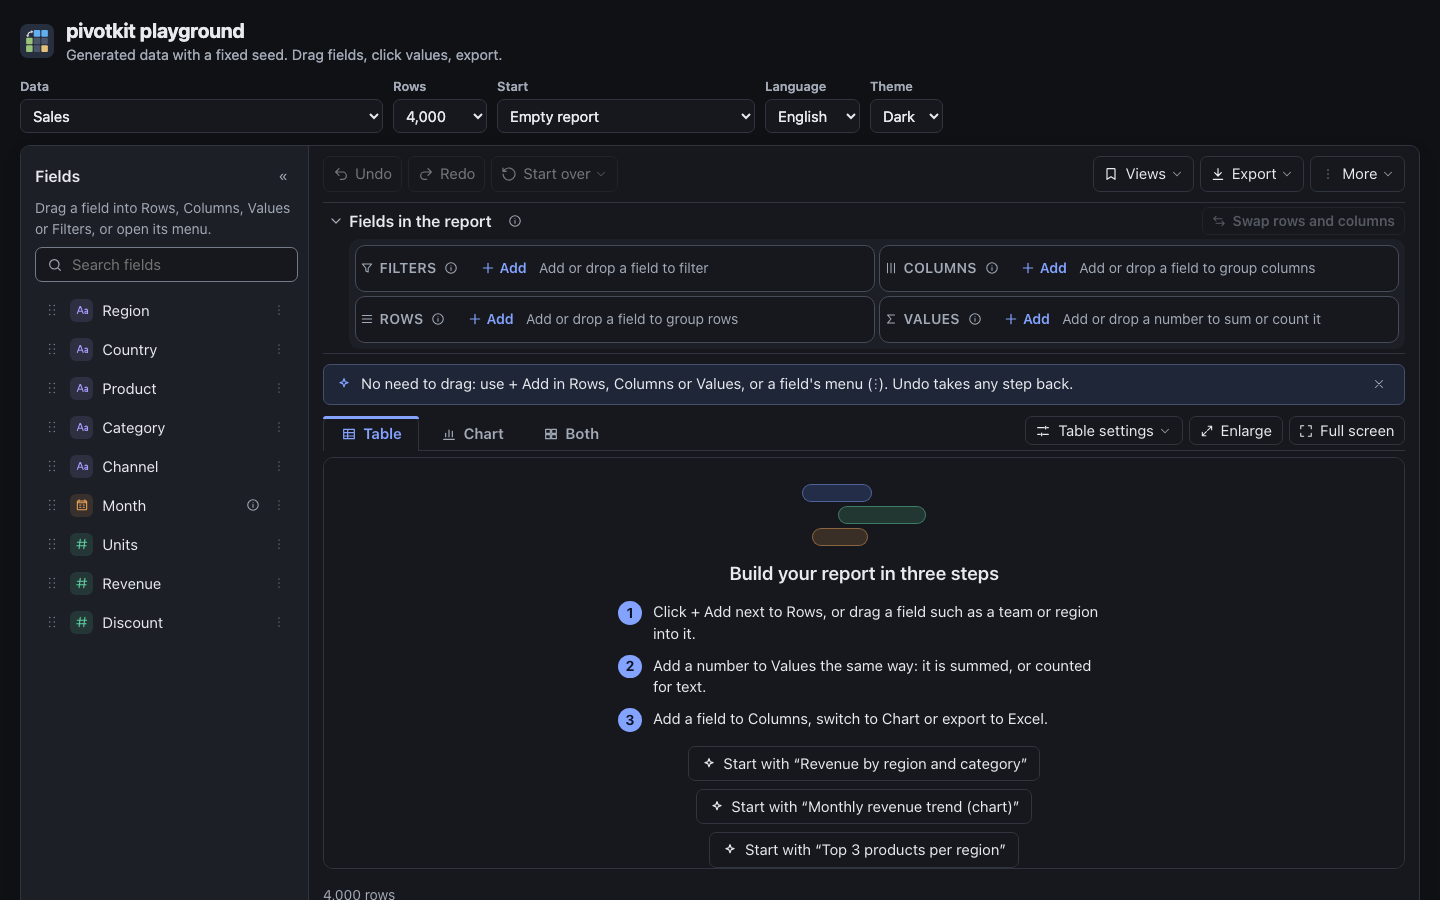 pivotkit playground
Generated data with a fixed seed. Drag fields, click values, export.
Data
Rows
Start
Language
Theme
Sales
4,000
Empty report
English
Dark
Fields
«
Drag a field into Rows, Columns, Values
or Filters, or open its menu.
Search fields
Aa Region
Aa Country
Aa Product
Aa Category
Aa Channel
Month
# Units
# Revenue
# Discount
Undo
Redo
Start over
Views
Export
More
Fields in the report
Swap rows and columns
FILTERS + Add Add or drop a field to filter
COLUMNS + Add Add or drop a field to group columns
ROWS + Add Add or drop a field to group rows
Σ VALUES + Add Add or drop a number to sum or count it
No need to drag: use + Add in Rows, Columns or Values, or a field's menu (⋮). Undo takes any step back.
Table
Chart
Both
Table settings
Enlarge
Full screen
Build your report in three steps
1 Click + Add next to Rows, or drag a field such as a team or region
into it.
2 Add a number to Values the same way: it is summed, or counted
for text.
3 Add a field to Columns, switch to Chart or export to Excel.
Start with “Revenue by region and category”
Start with “Monthly revenue trend (chart)”
Start with “Top 3 products per region”
4,000 rows